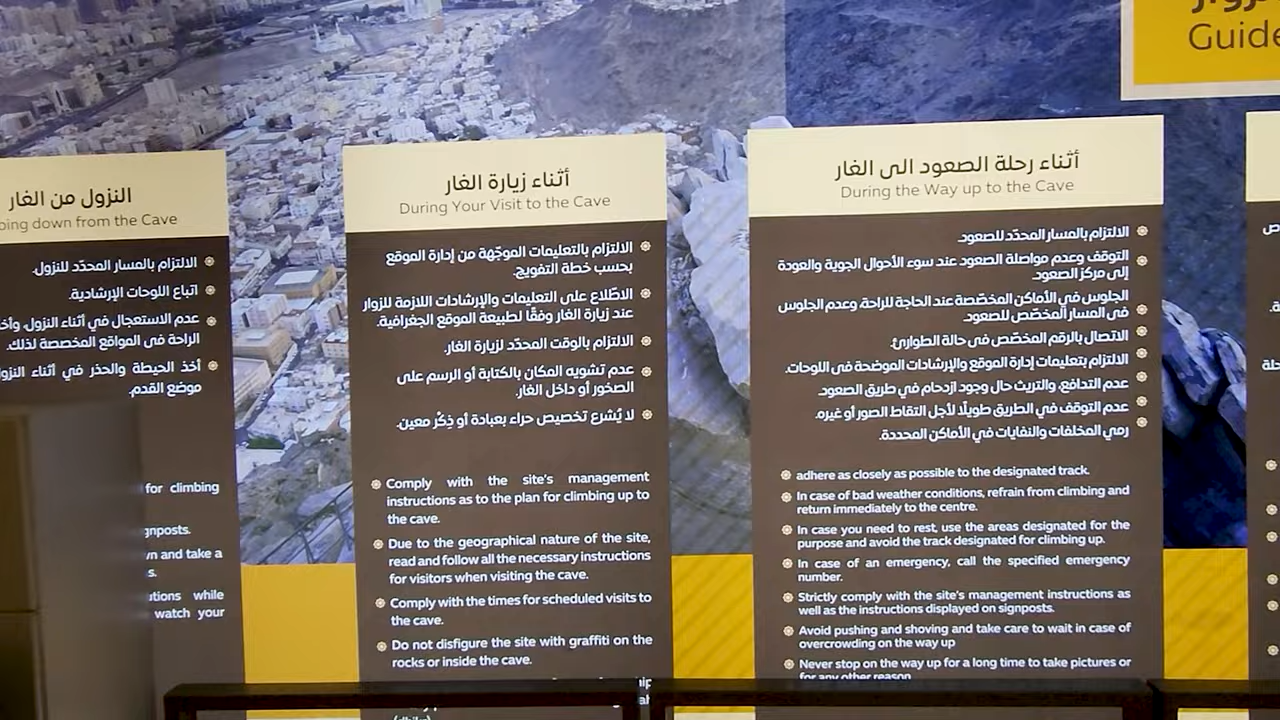 Guide
أثناء رحلة الصعود الى الغار
During the Way up to the Cave
الالتزام بالمسار المحدّد للصعود.
التوقف وعدم مواصلة الصعود عند سوء الأحوال الجوية والعودة
إلى مركز الصعود.
الجلوس في الأماكن المخصّصة عند الحاجة للراحة، وعدم الجلوس
في المسار المخصّص للصعود.
الاتصال بالرقم المخصّص في حالة الطوارئ.
الالتزام بتعليمات إدارة الموقع والإرشادات الموضحة في اللوحات.
عدم التدافع، والتريث حال وجود ازدحام في طريق الصعود.
عدم التوقف في الطريق طويلًا لأجل التقاط الصور أو غيره.
رمي المخلفات والنفايات في الأماكن المحددة.
adhere as closely as possible to the designated track.
In case of bad weather conditions, refrain from climbing and
return immediately to the centre.
In case you need to rest, use the areas designated for the
purpose and avoid the track designated for climbing up.
In case of an emergency, call the specified emergency
number.
Strictly comply with the site's management instructions as
well as the instructions displayed on signposts.
Avoid pushing and shoving and take care to wait in case of
overcrowding on the way up
Never stop on the way up for a long time to take pictures or
for any other reason
أثناء زيارة الغار
During Your Visit to the Cave
الالتزام بالتعليمات الموجّهة من إدارة الموقع
بحسب خطة التفويج.
الاطّلاع على التعليمات والإرشادات اللازمة للزوار
عند زيارة الغار وفقًا لطبيعة الموقع الجغرافية.
الالتزام بالوقت المحدّد لزيارة الغار.
عدم تشويه المكان بالكتابة أو الرسم على
الصخور أو داخل الغار.
لا يُشرع تخصيص حراء بعبادة أو ذِكْر معين.
Comply with the site's management
instructions as to the plan for climbing up to
the cave.
Due to the geographical nature of the site,
read and follow all the necessary instructions
for visitors when visiting the cave.
Comply with the times for scheduled visits to
the cave.
Do not disfigure the site with graffiti on the
rocks or inside the cave.
النزول من الغار
down from the Cave
الالتزام بالمسار المحدّد للنزول.
اتباع اللوحات الإرشادية.
عدم الاستعجال في أثناء النزول،
الراحة في المواقع المخصصة لذلك.
أخذ الحيطة والحذر في أثناء النزول
موضع القدم.
for climbing
and take a
while
watch your